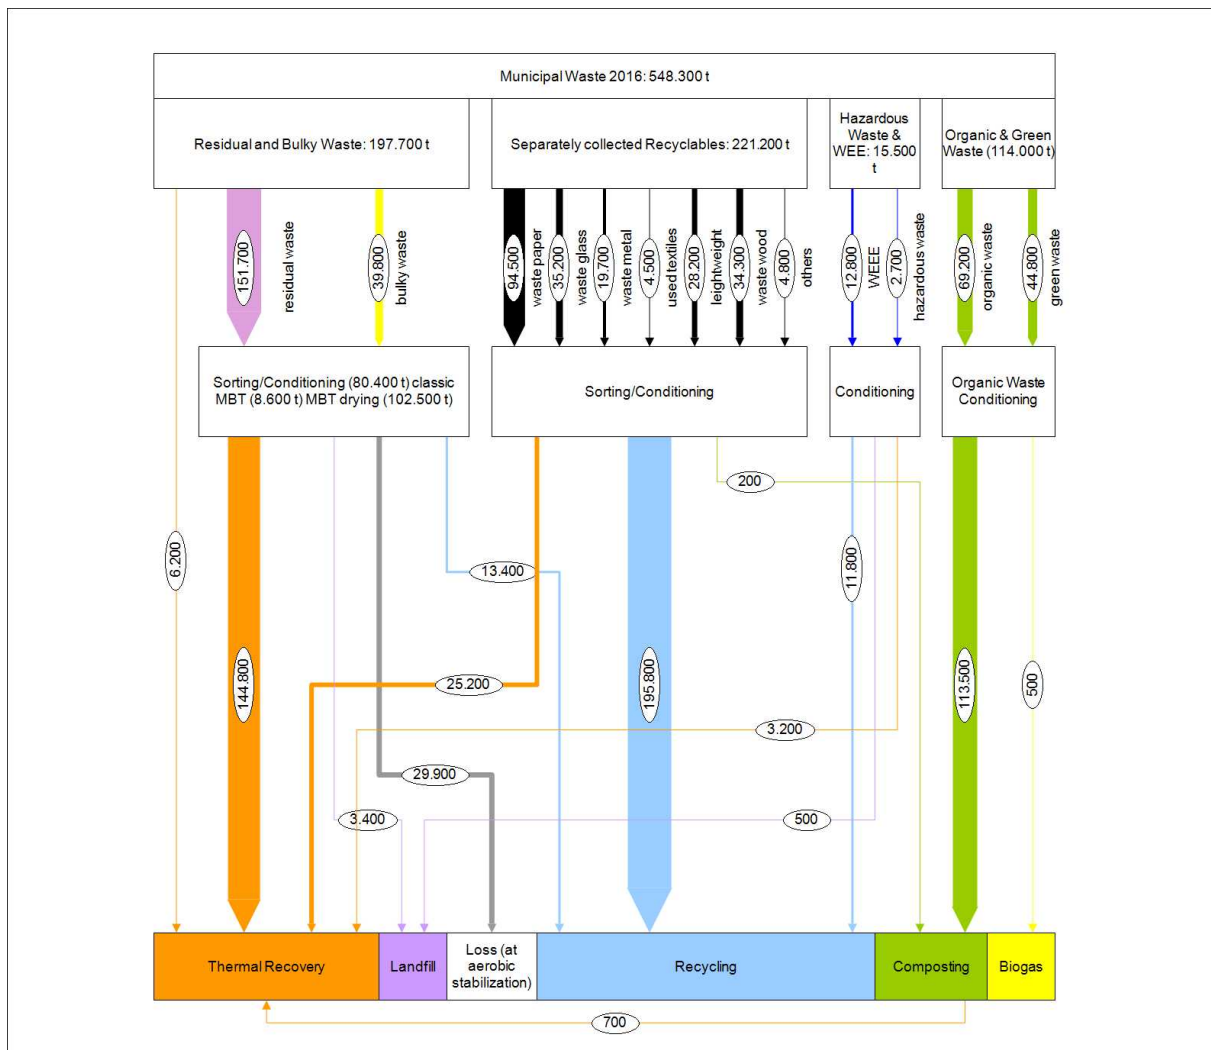 Municipal Waste 2016: 548.300 t
Residual and Bulky Waste: 197.700 t
Separately collected Recyclables: 221.200 t
Hazardous
Waste &
WEE: 15.500
t
Organic & Green
Waste (114.000 t)
151.700
residual waste
39.800
bulky waste
94.500
waste paper
35.200
waste glass
19.700
waste metal
4.500
used textiles
28.200
leightweight
34.300
waste wood
4.800
others
12.800
WEEE
2.700
hazardous waste
69.200
organic waste
44.800
green waste
Sorting/Conditioning (80.400 t) classic
MBT (8.600 t) MBT drying (102.500 t)
Sorting/Conditioning
Conditioning
Organic Waste
Conditioning
200
6.200
13.400
11.800
144.800
25.200
195.800
113.500
500
3.200
29.900
3.400
500
Thermal Recovery
Landfill
Loss (at
aerobic
stabilization)
Recycling
Composting
Biogas
700